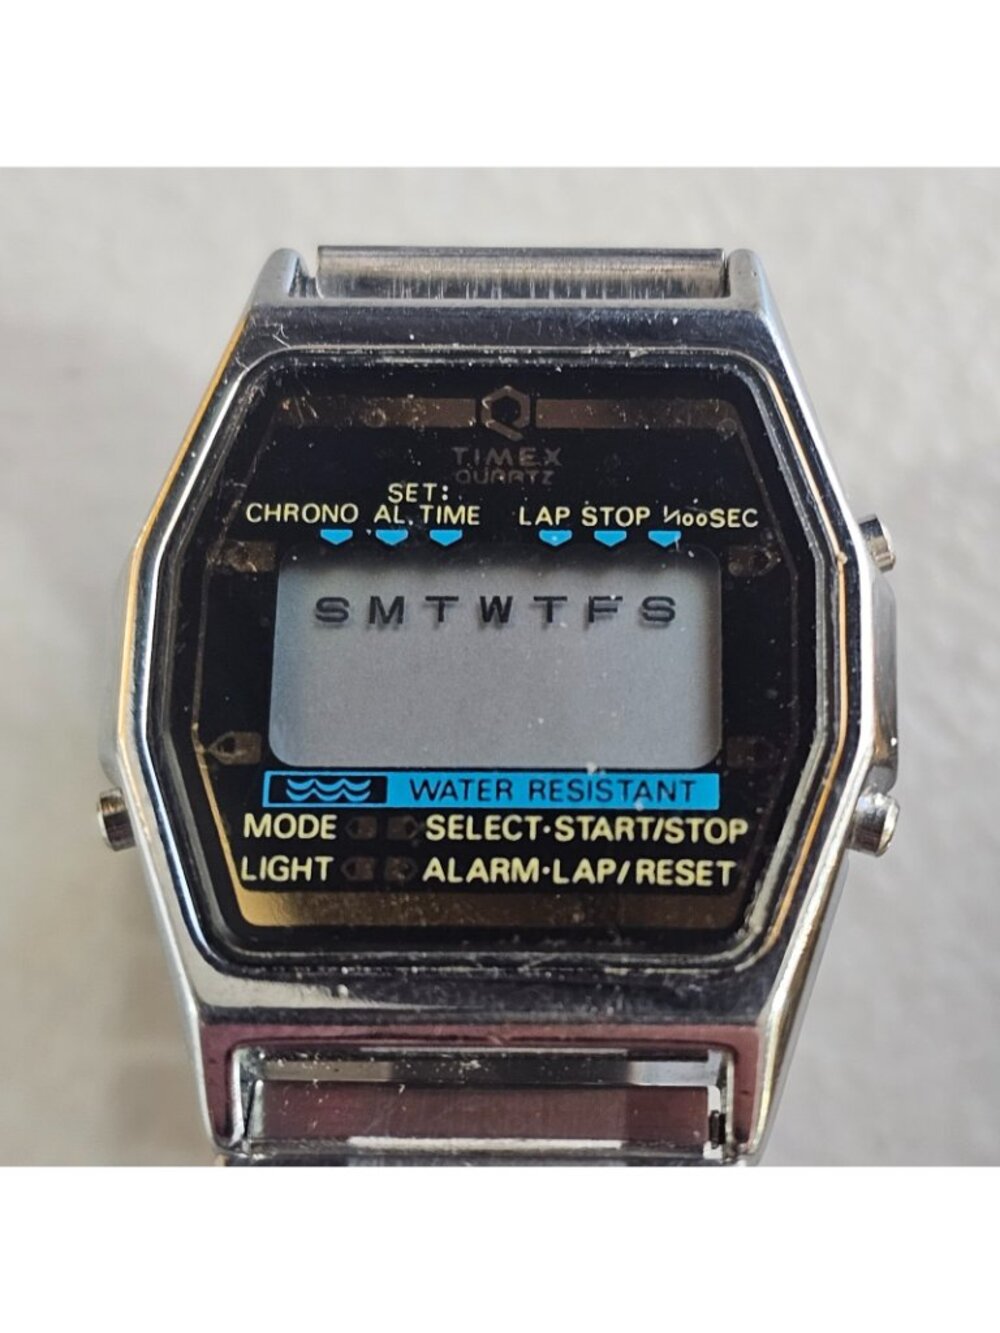 TIMEX
QUARTZ
SET:
CHRONO AL. TIME LAP STOP 1/100SEC
S M T W T F S
WATER RESISTANT
MODE SELECT·START/STOP
LIGHT ALARM·LAP/RESET